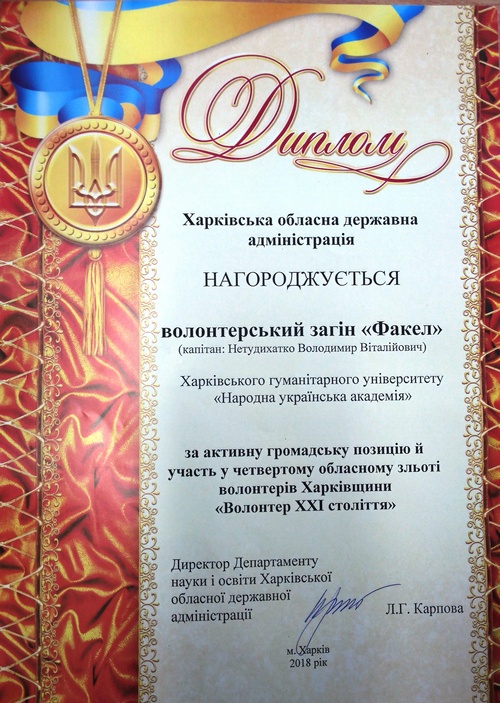 Диплом
Харківська обласна державна
адміністрація
НАГОРОДЖУЄТЬСЯ
волонтерський загін «Факел»
(капітан: Нетудихатко Володимир Віталійович)
Харківського гуманітарного університету
«Народна українська академія»
за активну громадську позицію й
участь у четвертому обласному зльоті
волонтерів Харківщини
«Волонтер ХХІ століття»
Директор Департаменту
науки і освіти Харківської
обласної державної
адміністрації
Л.Г. Карпова
м. Харків
2018 рік